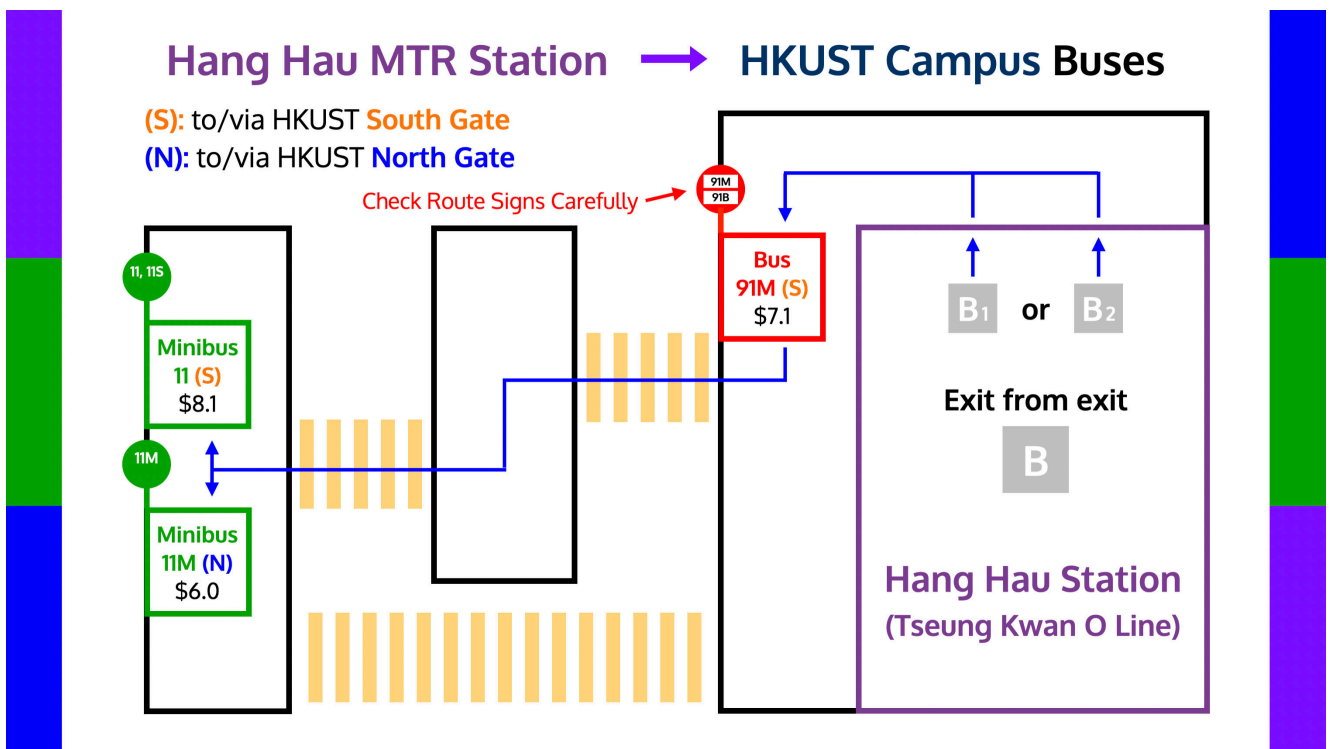 Hang Hau MTR Station HKUST Campus Buses
(S): to/via HKUST South Gate
(N): to/via HKUST North Gate
Check Route Signs Carefully
91M
91B
Bus
91M (S)
$7.1
11, 11S
Minibus
11 (S)
$8.1
11M
Minibus
11M (N)
$6.0
B1 or B2
Exit from exit
B
Hang Hau Station
(Tseung Kwan O Line)